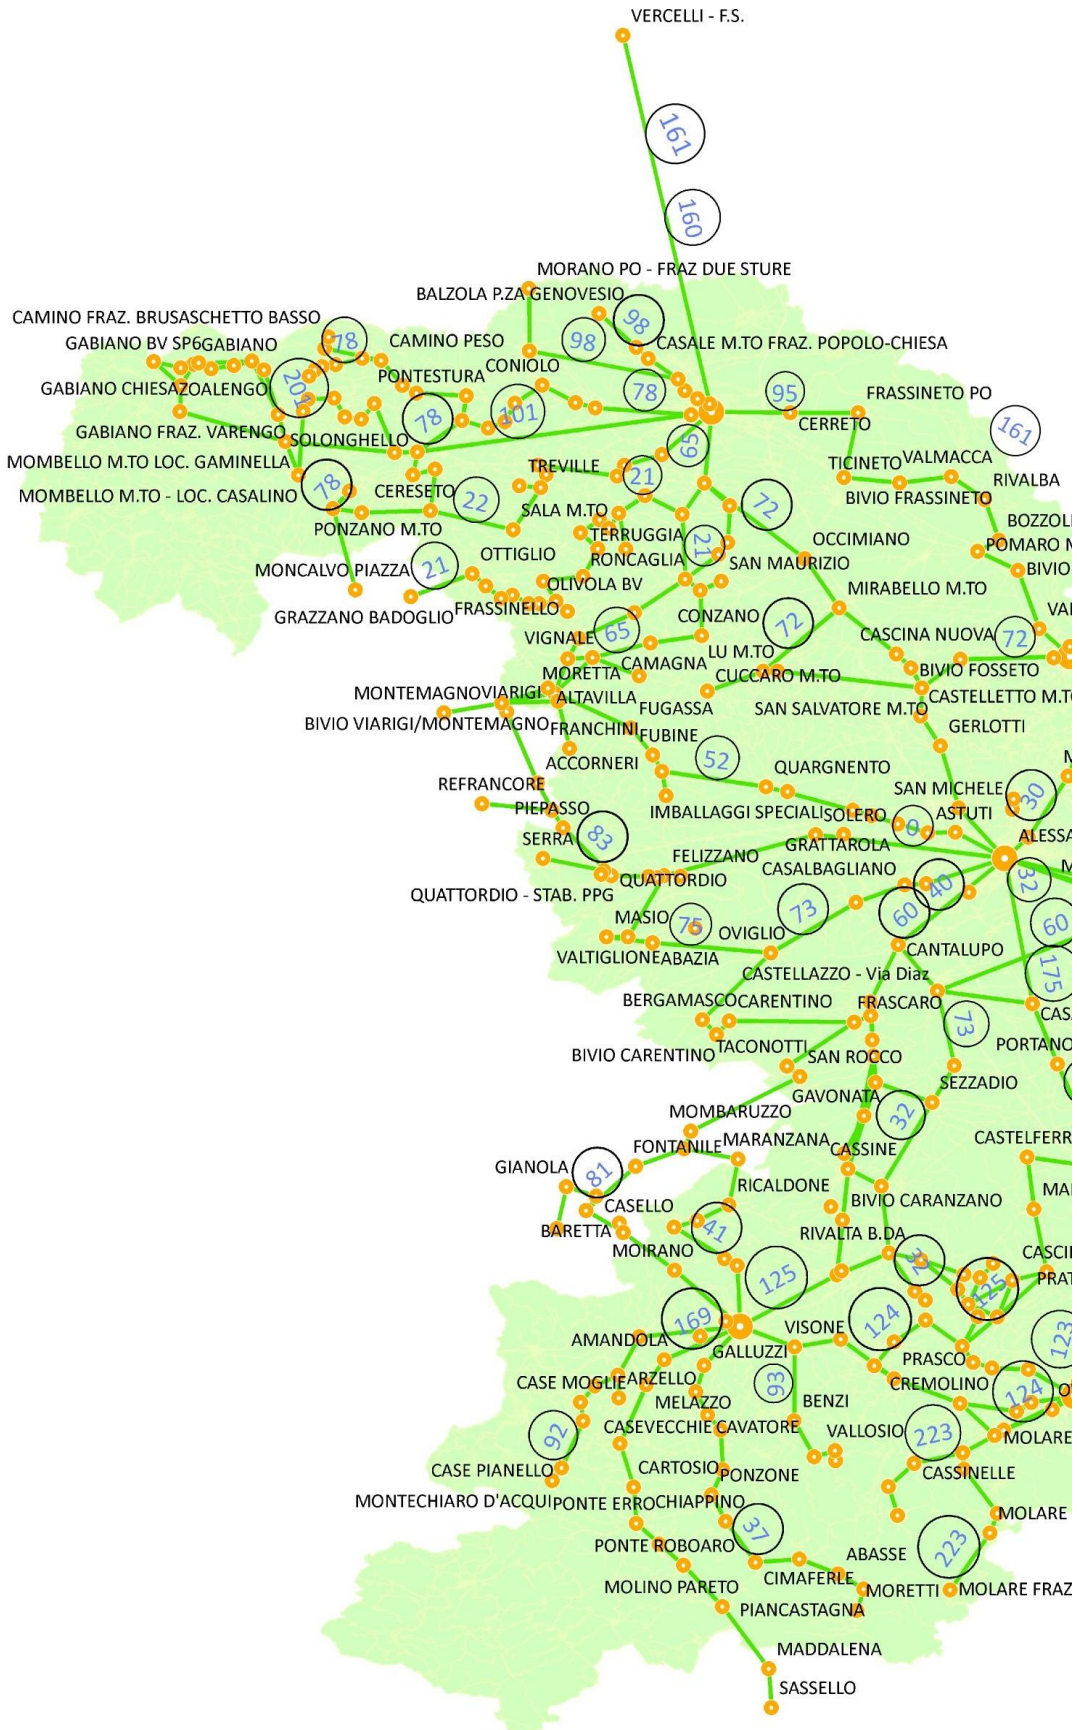 VERCELLI - F.S.
161
160
MORANO PO - FRAZ DUE STURE
BALZOLA P.ZA GENOVESIO
CAMINO FRAZ. BRUSASCHETTO BASSO
98
98
78
GABIANO BV SP6
GABIANO
CAMINO PESO
CASALE M.TO FRAZ. POPOLO-CHIESA
CONIOLO
201
GABIANO CHIESA
ZOALENGO
PONTESTURA
78
95
FRASSINETO PO
101
78
CERRETO
GABIANO FRAZ. VARENGO
SOLONGHELLO
161
65
MOMBELLO M.TO LOC. GAMINELLA
TREVILLE
TICINETO
VALMACCA
MOMBELLO M.TO - LOC. CASALINO
78
CERESETO
22
21
BIVIO FRASSINETO
RIVALBA
72
PONZANO M.TO
SALA M.TO
BOZZOL
TERRUGGIA
OCCIMIANO
POMARO M
OTTIGLIO
RONCAGLIA
21
SAN MAURIZIO
MONCALVO PIAZZA
21
BIVIO
OLIVOLA BV
MIRABELLO M.TO
GRAZZANO BADOGLIO
FRASSINELLO
CONZANO
72
VAL
VIGNALE
65
LU M.TO
CASCINA NUOVA
72
MORETTA
CAMAGNA
CUCCARO M.TO
BIVIO FOSSETO
MONTEMAGNO
VIARIGI
ALTAVILLA
FUGASSA
SAN SALVATORE M.TO
CASTELLETTO M.TO
BIVIO VIARIGI/MONTEMAGNO
FRANCHINI
FUBINE
GERLOTTI
ACCORNERI
52
QUARGNENTO
REFRANCORE
SAN MICHELE
30
PIEPASSO
IMBALLAGGI SPECIALI
SOLERO
ASTUTI
SERRA
83
GRATTAROLA
ALESSA
FELIZZANO
CASALBAGLIANO
32
QUATTORDIO - STAB. PPG
QUATTORDIO
40
73
60
MASIO
75
OVIGLIO
60
VALTIGLIONE
ABAZIA
CANTALUPO
CASTELLAZZO - Via Diaz
175
BERGAMASCO
CARENTINO
FRASCARO
CAS
73
BIVIO CARENTINO
TACONOTTI
SAN ROCCO
PORTANO
GAVONATA
SEZZADIO
MOMBARUZZO
32
FONTANILE
MARANZANA
CASSINE
CASTELFERR
GIANOLA
81
RICALDONE
CASELLO
BIVIO CARANZANO
MAI
BARETTA
41
RIVALTA B.DA
MOIRANO
CASCI
125
125
PRAT
169
VISONE
124
AMANDOLA
GALLUZZI
123
PRASCO
CASE MOGLIE
ARZELLO
93
CREMOLINO
124
MELAZZO
BENZI
CASEVECCHIE
CAVATORE
VALLOSIO
223
92
MOLARE
CASE PIANELLO
CARTOSIO
PONZONE
CASSINELLE
MONTECHIARO D'ACQUI
PONTE ERRO
CHIAPPINO
MOLARE
37
PONTE ROBOARO
ABASSE
223
MOLINO PARETO
CIMAFERLE
MORETTI
MOLARE FRAZ
PIANCASTAGNA
MADDALENA
SASSELLO